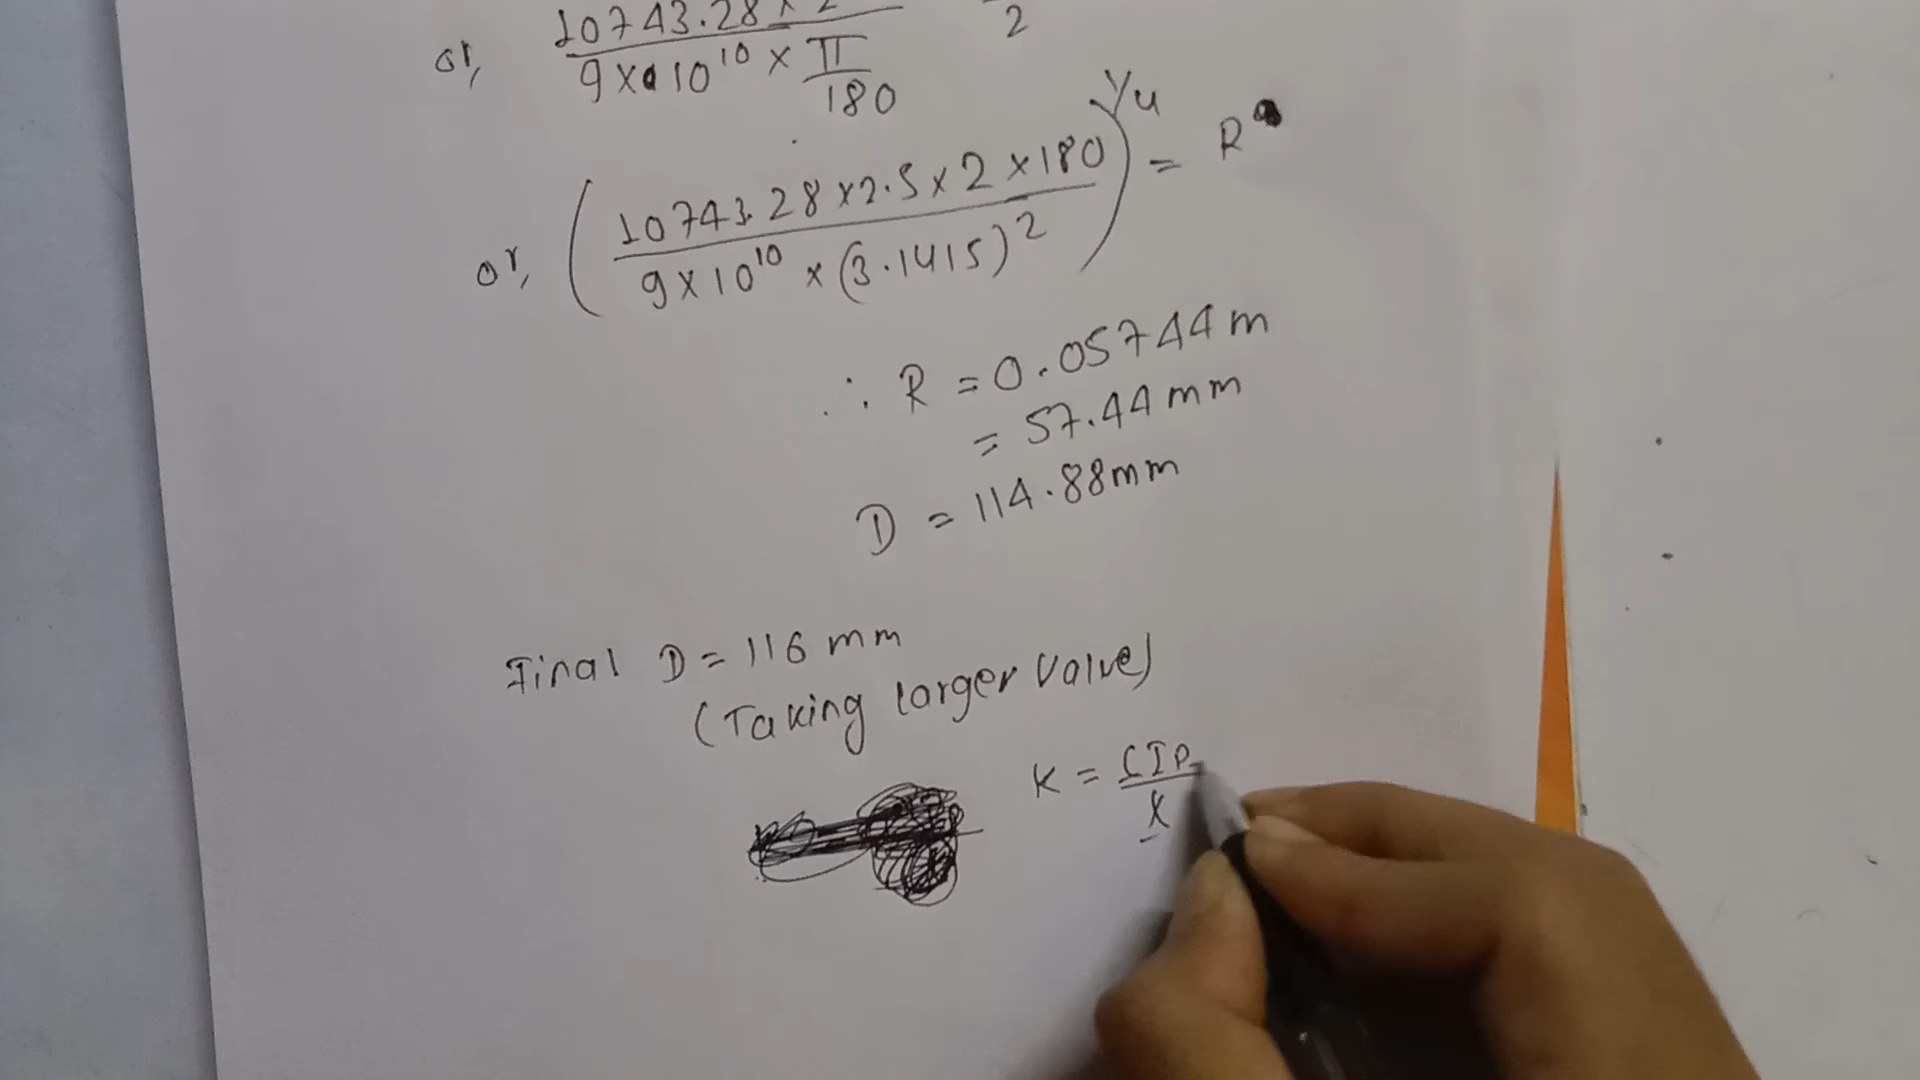 or, 10743.28 × 2 / 9 × 10^10 × π/180 2
or, (10743.28 × 2.5 × 2 × 180 / 9 × 10^10 × (3.1415)^2)^1/4 = R
∴ R = 0.05744 m
= 57.44 mm
D = 114.88 mm
Final D = 116 mm
(Taking larger value)
K = CIP / X